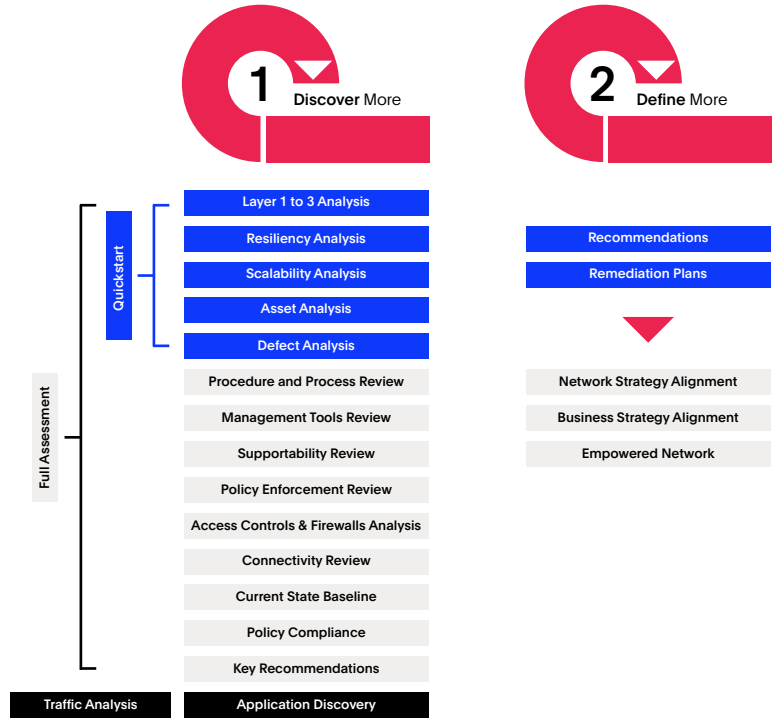 1
Discover More
2
Define More
Full Assessment
Quickstart
Layer 1 to 3 Analysis
Resiliency Analysis
Scalability Analysis
Asset Analysis
Defect Analysis
Procedure and Process Review
Management Tools Review
Supportability Review
Policy Enforcement Review
Access Controls & Firewalls Analysis
Connectivity Review
Current State Baseline
Policy Compliance
Key Recommendations
Traffic Analysis
Application Discovery
Recommendations
Remediation Plans
Network Strategy Alignment
Business Strategy Alignment
Empowered Network